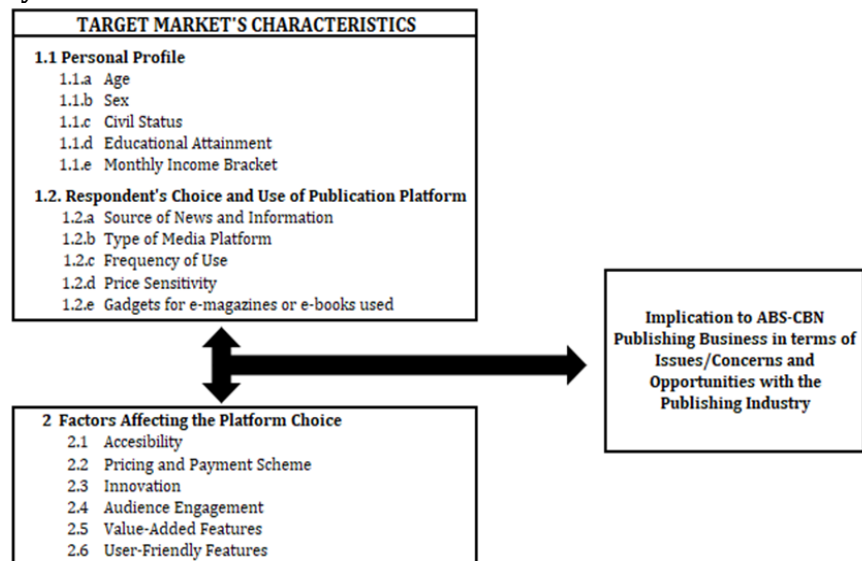 TARGET MARKET'S CHARACTERISTICS
1.1 Personal Profile
1.1.a Age
1.1.b Sex
1.1.c Civil Status
1.1.d Educational Attainment
1.1.e Monthly Income Bracket
1.2. Respondent's Choice and Use of Publication Platform
1.2.a Source of News and Information
1.2.b Type of Media Platform
1.2.c Frequency of Use
1.2.d Price Sensitivity
1.2.e Gadgets for e-magazines or e-books used
Implication to ABS-CBN
Publishing Business in terms of
Issues/Concerns and
Opportunities with the
Publishing Industry
2 Factors Affecting the Platform Choice
2.1 Accesibility
2.2 Pricing and Payment Scheme
2.3 Innovation
2.4 Audience Engagement
2.5 Value-Added Features
2.6 User-Friendly Features